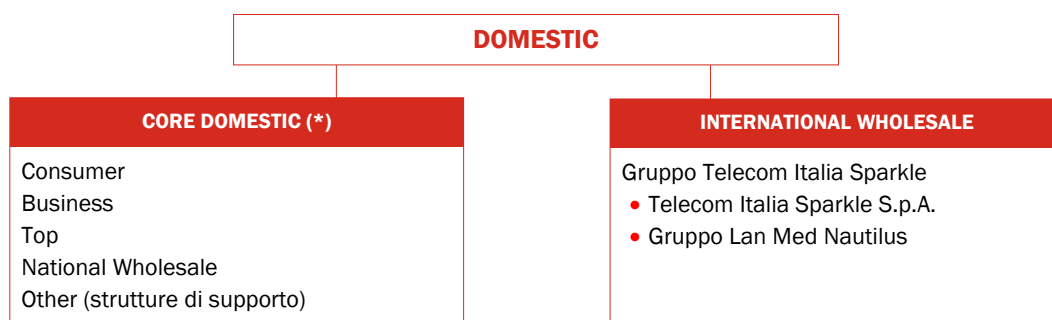 DOMESTIC
CORE DOMESTIC (*)
Consumer
Business
Top
National Wholesale
Other (strutture di supporto)
INTERNATIONAL WHOLESALE
Gruppo Telecom Italia Sparkle
• Telecom Italia Sparkle S.p.A.
• Gruppo Lan Med Nautilus